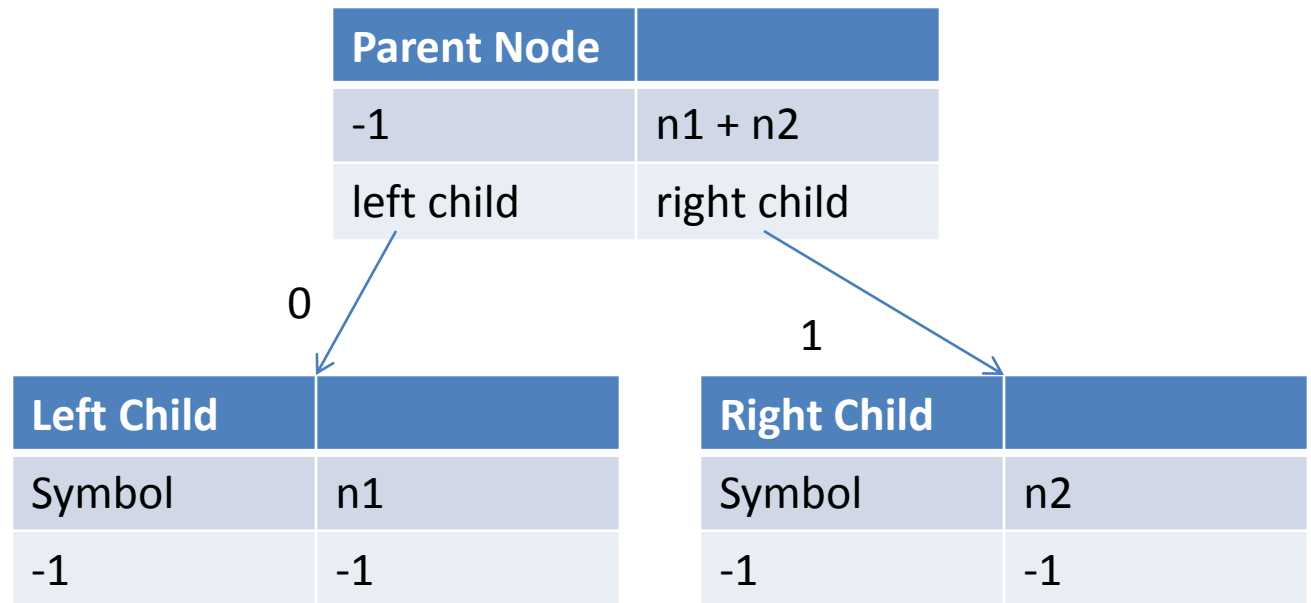 Parent Node
-1 n1 + n2
left child right child
0
1
Left Child
Symbol n1
-1 -1
Right Child
Symbol n2
-1 -1